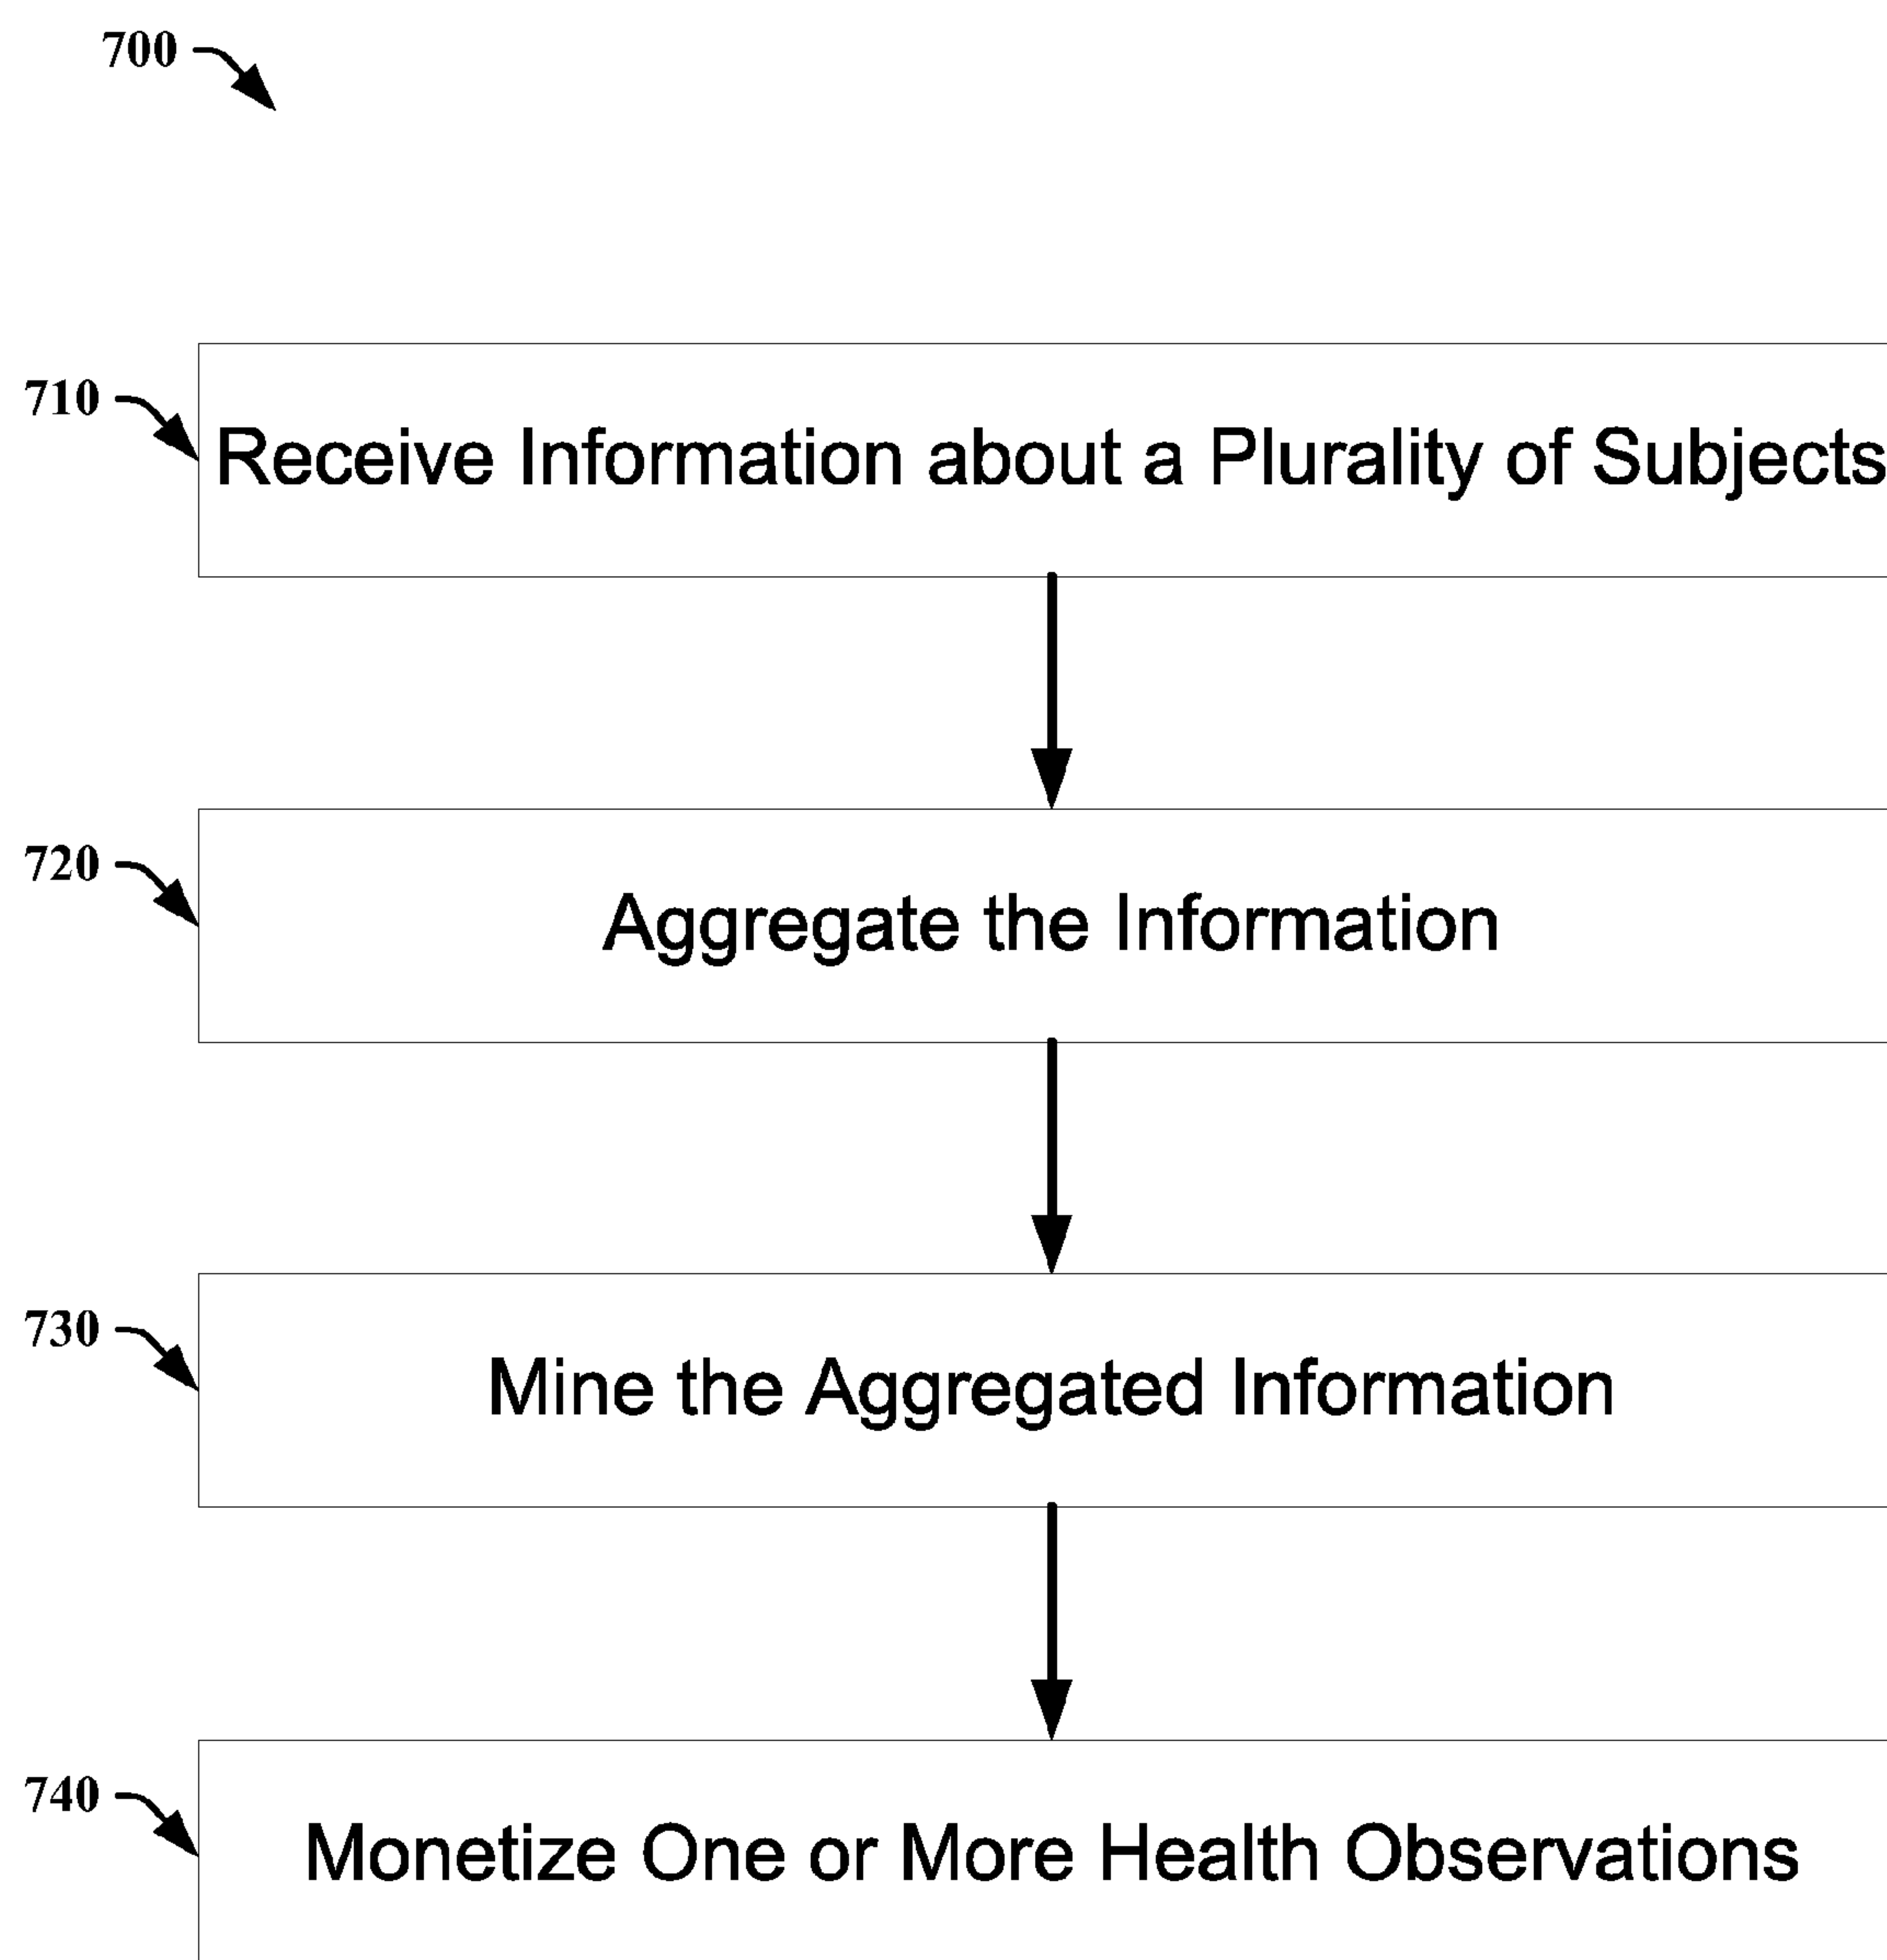 700
710
Receive Information about a Plurality of Subjects
720
Aggregate the Information
730
Mine the Aggregated Information
740
Monetize One or More Health Observations